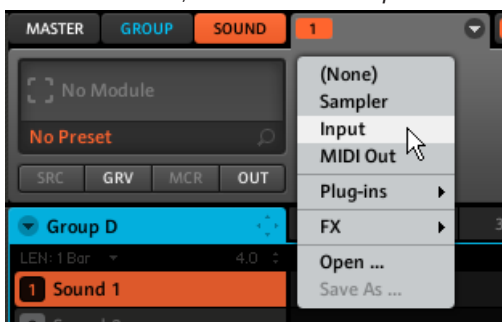 MASTER GROUP SOUND 1
No Module
No Preset
SRC GRV MCR OUT
(None)
Sampler
Input
MIDI Out
Plug-ins
FX
Open ...
Save As ...
Group D
3
LEN: 1 Bar 4.0
1 Sound 1